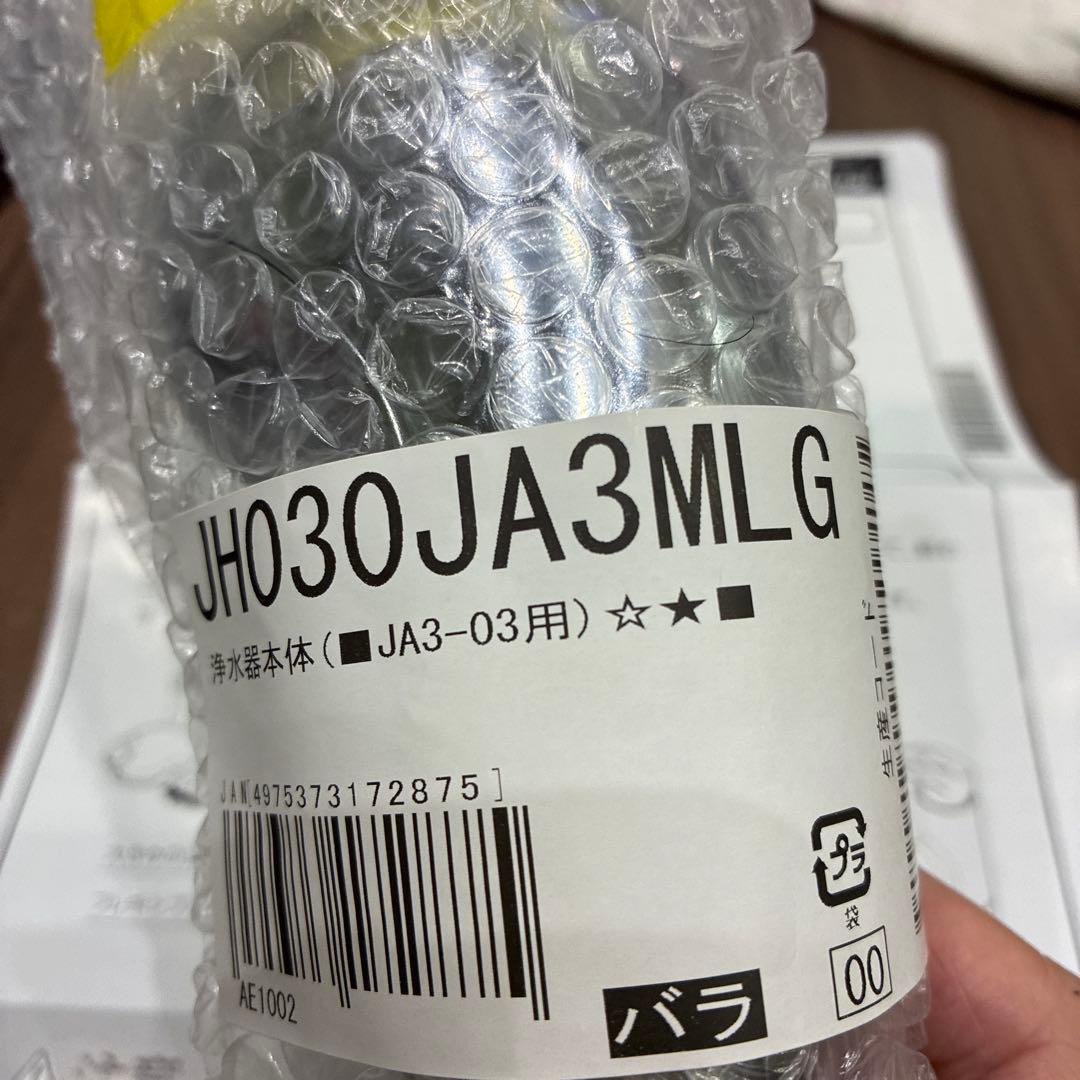 JH030JA3MLG
浄水器本体(■JA3-03用)☆★■
JAN[4975373172875]
AE1002
バラ
プラ
袋
00
生産コード